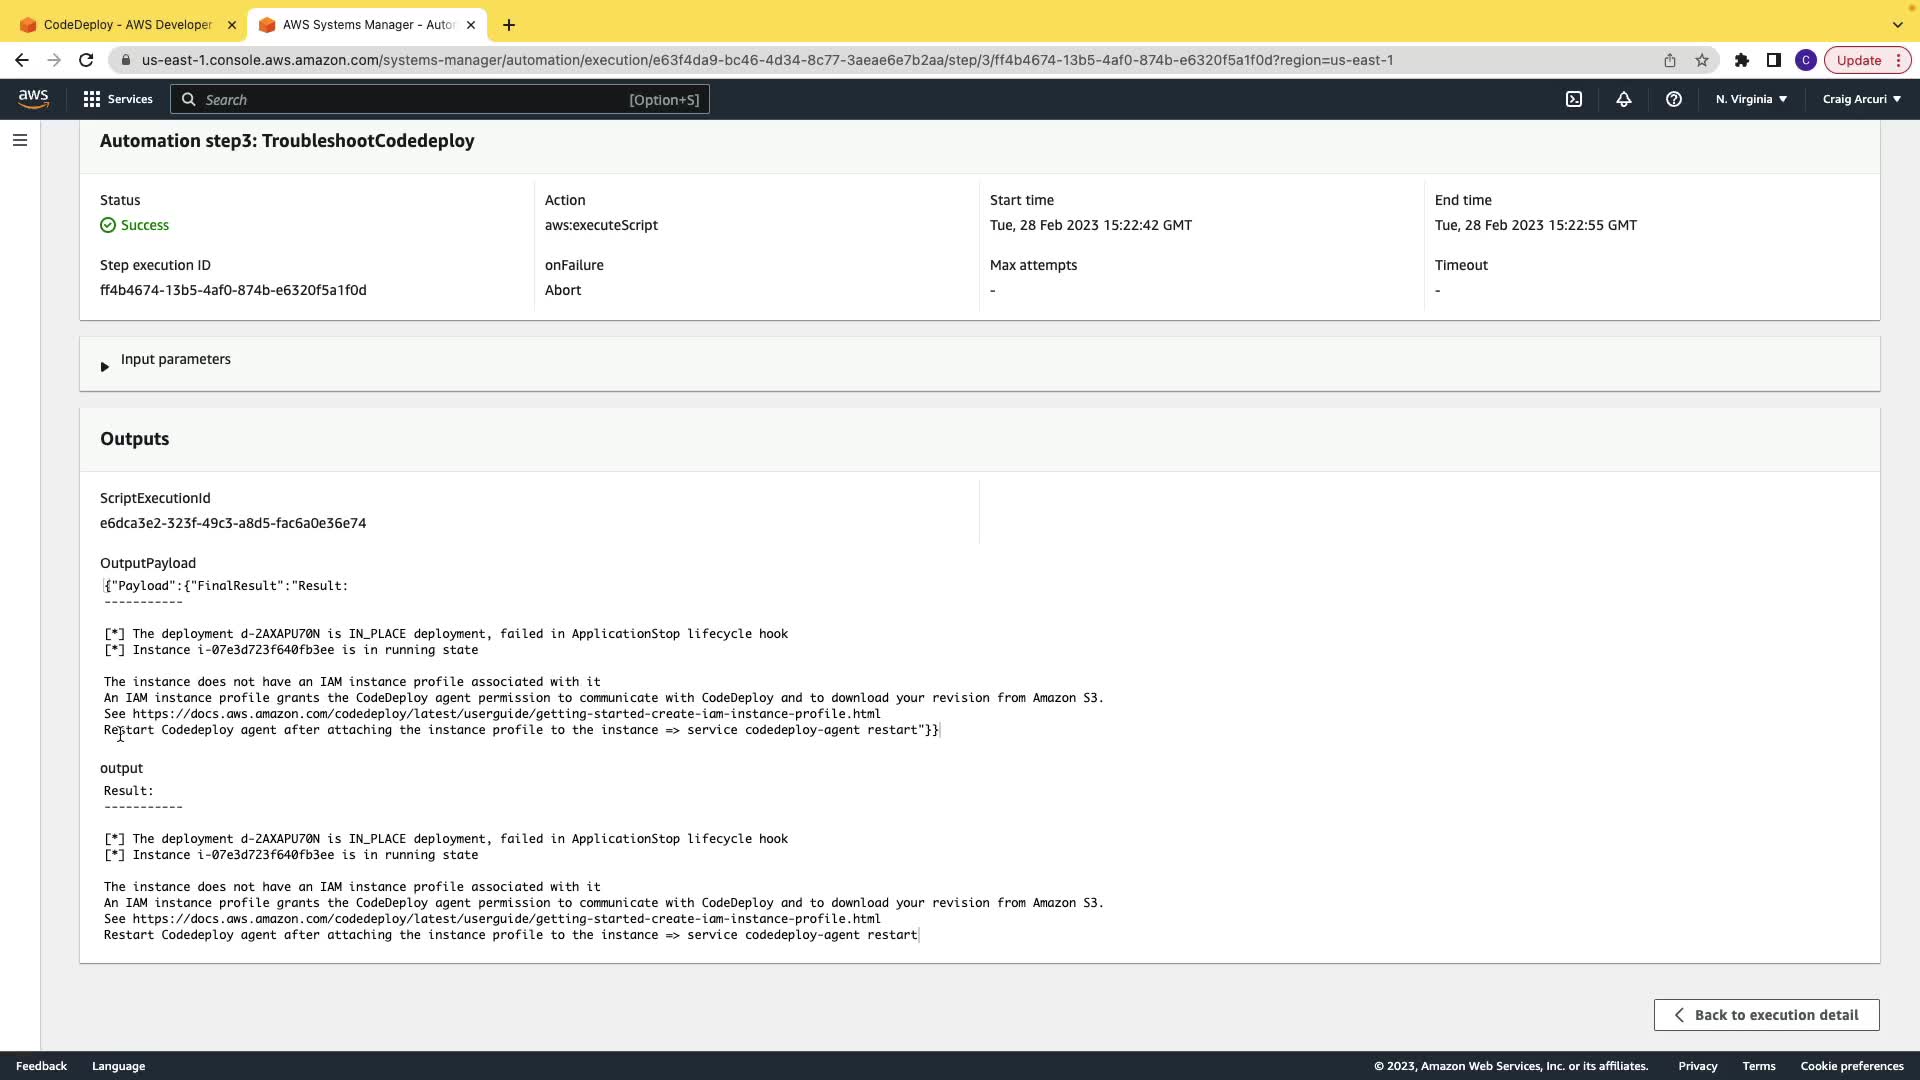 CodeDeploy - AWS Developer
AWS Systems Manager - Auto
us-east-1.console.aws.amazon.com/systems-manager/automation/execution/e63f4da9-bc46-4d34-8c77-3aeae6e7b2aa/step/3/ff4b4674-13b5-4af0-874b-e6320f5a1f0d?region=us-east-1
C
Update
aws
Services
Search
[Option+S]
N. Virginia
Craig Arcuri
Automation step3: TroubleshootCodedeploy
Status
Action
Start time
End time
Success
aws:executeScript
Tue, 28 Feb 2023 15:22:42 GMT
Tue, 28 Feb 2023 15:22:55 GMT
Step execution ID
onFailure
Max attempts
Timeout
ff4b4674-13b5-4af0-874b-e6320f5a1f0d
Abort
-
-
Input parameters
Outputs
ScriptExecutionId
e6dca3e2-323f-49c3-a8d5-fac6a0e36e74
OutputPayload
{"Payload":{"FinalResult":"Result:
-----------
[*] The deployment d-ZAXAPU70N is IN_PLACE deployment, failed in ApplicationStop lifecycle hook
[*] Instance i-07e3d723f640fb3ee is in running state
The instance does not have an IAM instance profile associated with it
An IAM instance profile grants the CodeDeploy agent permission to communicate with CodeDeploy and to download your revision from Amazon S3.
See https://docs.aws.amazon.com/codedeploy/latest/userguide/getting-started-create-iam-instance-profile.html
Restart Codedeploy agent after attaching the instance profile to the instance => service codedeploy-agent restart"}}
output
Result:
-----------
[*] The deployment d-ZAXAPU70N is IN_PLACE deployment, failed in ApplicationStop lifecycle hook
[*] Instance i-07e3d723f640fb3ee is in running state
The instance does not have an IAM instance profile associated with it
An IAM instance profile grants the CodeDeploy agent permission to communicate with CodeDeploy and to download your revision from Amazon S3.
See https://docs.aws.amazon.com/codedeploy/latest/userguide/getting-started-create-iam-instance-profile.html
Restart Codedeploy agent after attaching the instance profile to the instance => service codedeploy-agent restart
Back to execution detail
Feedback
Language
© 2023, Amazon Web Services, Inc. or its affiliates.
Privacy
Terms
Cookie preferences